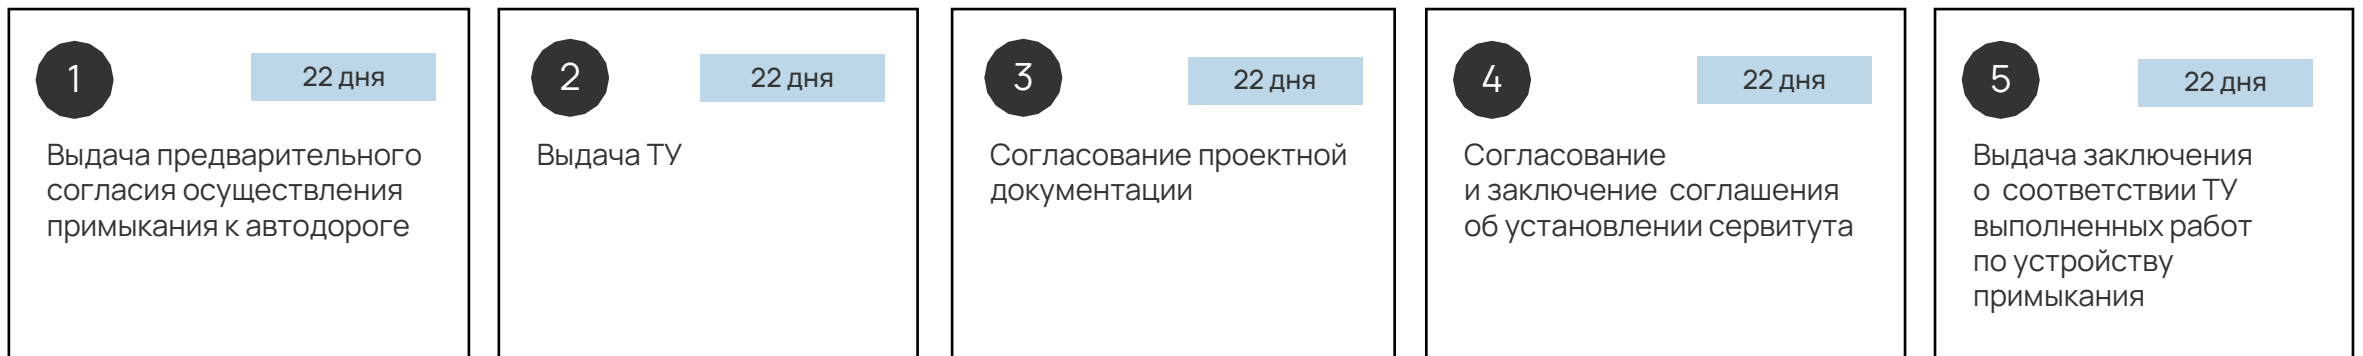 1
22 дня
Выдача предварительного
согласия осуществления
примыкания к автодороге
2
22 дня
Выдача ТУ
3
22 дня
Согласование проектной
документации
4
22 дня
Согласование
и заключение  соглашения
об установлении сервитута
5
22 дня
Выдача заключения
о  соответствии ТУ
выполненных работ
по устройству
примыкания